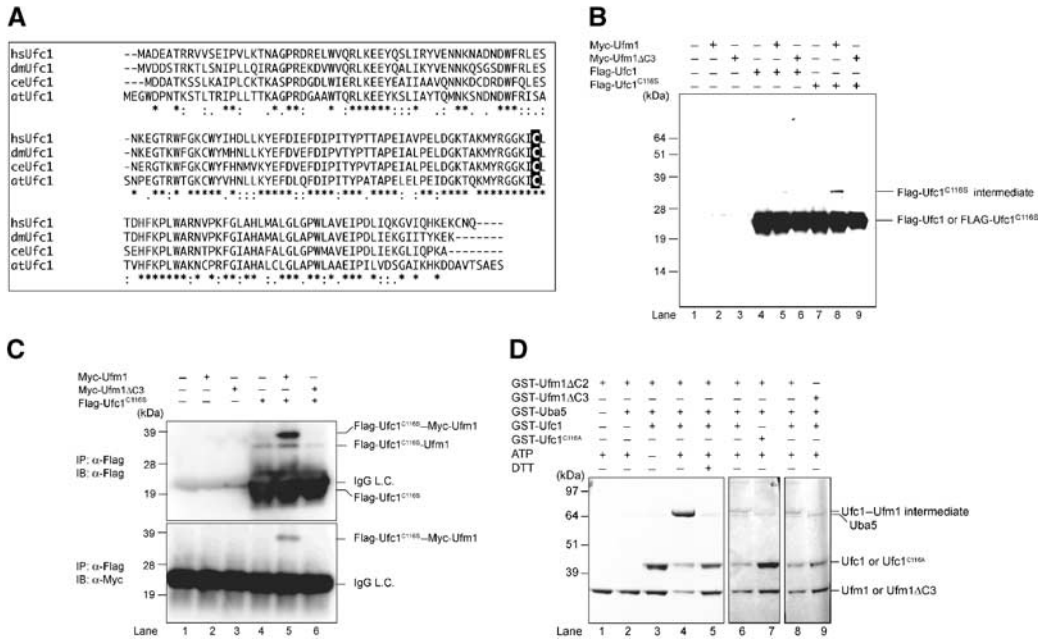 A
hsUfc1 --MADEATRRVVSEIPVLKTNAGPRDRELWVQRLKEEYQSLIRYVENNKNADNDWFRLES
dmUfc1 --MVDDSTRKTLSNIPLLQIRAGPREKDVWVQRLKEEYQALIKYVENNKQSGSDWFRLES
ceUfc1 ---MDDATKSSLKAIPLCKTKASPRDGDLWIERLKEEYEAIIAAVQNNKDCDRDWFQLES
atUfc1 MEGWDPNTKSTLTRIPLLTTKAGPRDGAAWTQRLKEEYKSLIAYTQMNKSNDNDWFRISA
hsUfc1 -NKEGTRWFGKCWYIHDLLKYEFDIEFDIPITYPTTAPEIAVPELDGKTAKMYRGGKICL
dmUfc1 -NKEGTRWFGKCWYMHNLLKYEFDVEFDIPITYPTTAPEIALPELDGKTAKMYRGGKICL
ceUfc1 -NERGTKWFGKCWYFHNMVKYEFDVEFDIPITYPTTAPEIALPELDGKTAKMYRGGKICL
atUfc1 SNPEGTRWTGKCWYVHNLLKYEFDLQFDIPITYPATAPELELPEIDGKTQKMYRGGKICL
hsUfc1 TDHFKPLWARNVPKFGLAHLMALGLGPWLAVEIPDLIQKGVIQHKEKCNQ----
dmUfc1 TDHFKPLWARNTPKFGIAHAMALGLAPWLAVEIPDLIEKGIITYKEK-------
ceUfc1 SEHFKPLWARNTPKFGIAHAFALGLGPWMAVEIPDLIEKGLIQPKA--------
atUfc1 TVHFKPLWAKNCPRFGIAHALCLGLAPWLAAEIPILVDSGAIKHKDDAVTSAES
B
Myc-Ufm1 – + – – + – – + –
Myc-Ufm1ΔC3 – – + – – + – – +
Flag-Ufc1 – – – + + + – – –
Flag-Ufc1C116S – – – – – – + + +
(kDa)
64
51
39
28
19
14
Flag-Ufc1C116S intermediate
Flag-Ufc1 or FLAG-Ufc1C116S
Lane 1 2 3 4 5 6 7 8 9
C
Myc-Ufm1 – + – – + –
Myc-Ufm1ΔC3 – – + – – +
Flag-Ufc1C116S – – – + + +
(kDa)
39
28
19
IP: α-Flag
IB: α-Flag
Flag-Ufc1C116S–Myc-Ufm1
Flag-Ufc1C116S-Ufm1
IgG L.C.
Flag-Ufc1C116S
39
28
19
IP: α-Flag
IB: α-Myc
Flag-Ufc1C116S–Myc-Ufm1
IgG L.C.
Lane 1 2 3 4 5 6
D
GST-Ufm1ΔC2 + + + + + + + + –
GST-Ufm1ΔC3 – – – – – – – – +
GST-Uba5 – + + + + + + + +
GST-Ufc1 – – + + + + – + +
GST-Ufc1C116A – – – – – – + – –
ATP + + – + + + + + +
DTT – – – – + – – – –
(kDa)
97
64
51
39
Ufc1–Ufm1 intermediate
Uba5
Ufc1 or Ufc1C116A
Ufm1 or Ufm1ΔC3
Lane 1 2 3 4 5 6 7 8 9